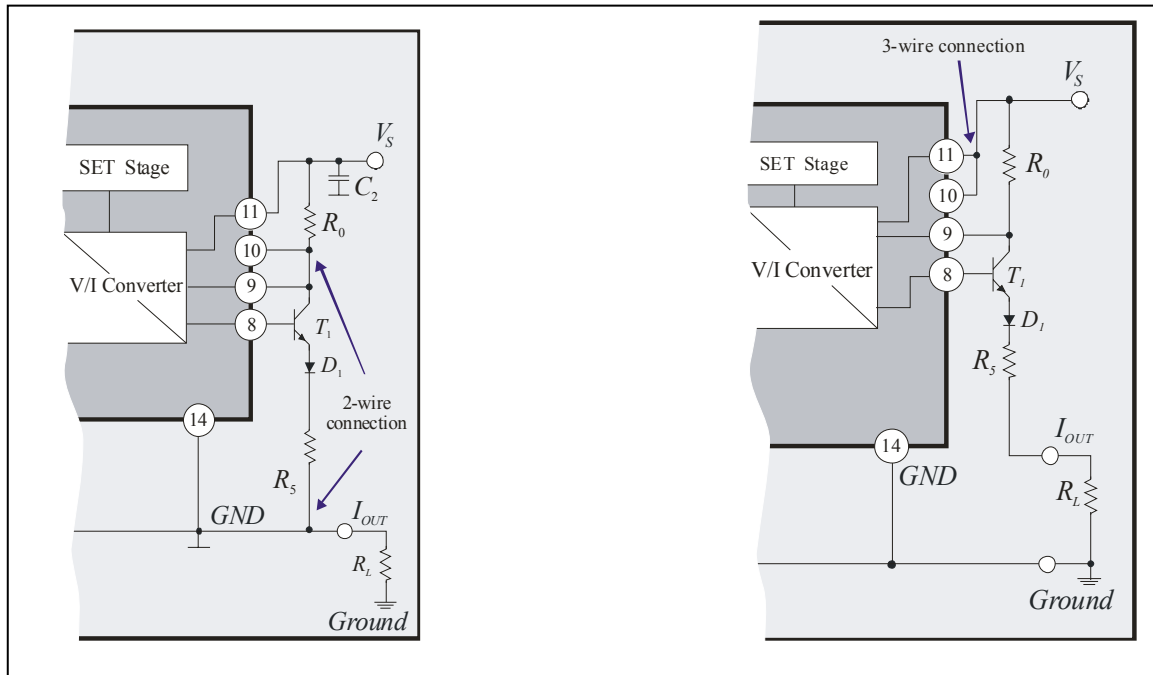 SET Stage
V/I Converter
11
10
9
8
14
V_S
C_2
R_0
T_1
D_1
2-wire
connection
R_5
GND
I_OUT
R_L
Ground
3-wire connection
V_S
SET Stage
11
10
9
8
R_0
V/I Converter
T_1
D_1
R_5
14
GND
I_OUT
R_L
Ground